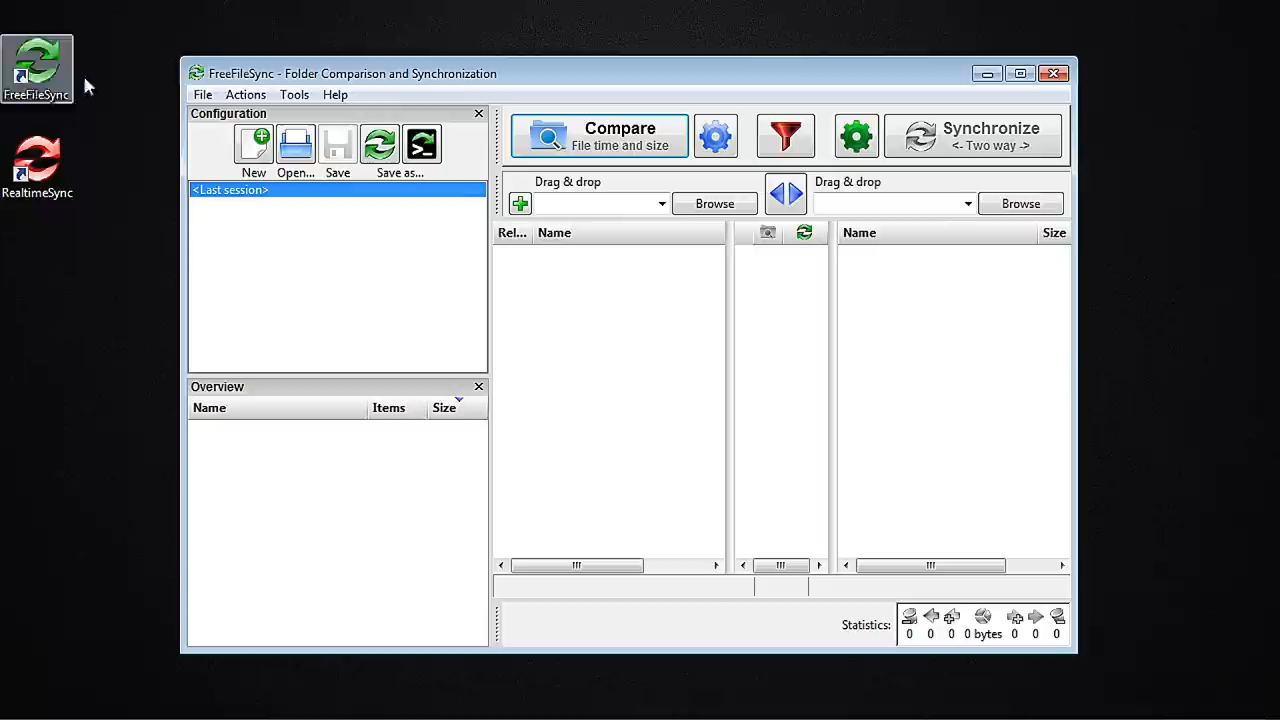 FreeFileSync
RealtimeSync
FreeFileSync - Folder Comparison and Synchronization
File Actions Tools Help
Configuration
New Open... Save Save as...
<Last session>
Overview
Name Items Size
Compare
File time and size
Synchronize
<- Two way ->
Drag & drop
Browse
Drag & drop
Browse
Rel... Name
Name Size
Statistics:
0 0 0 0 bytes 0 0 0